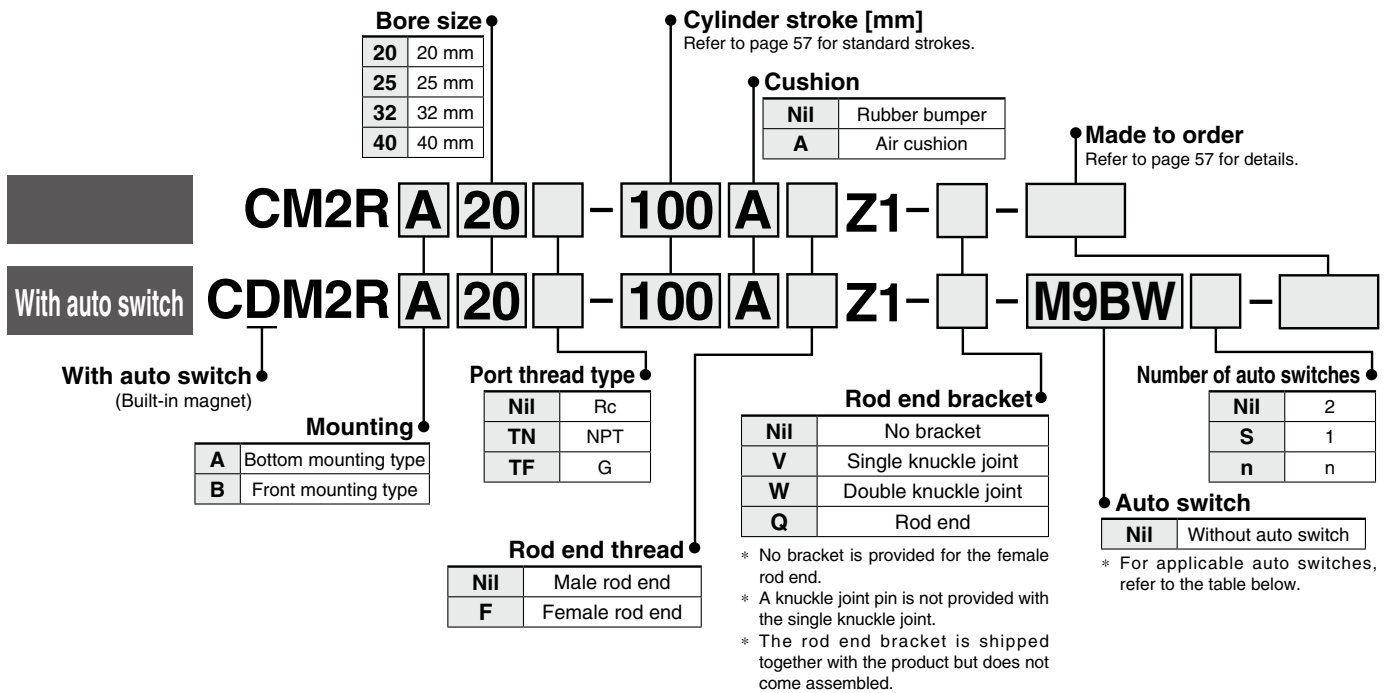 Bore size
20 20 mm
25 25 mm
32 32 mm
40 40 mm
Cylinder stroke [mm]
Refer to page 57 for standard strokes.
Cushion
Nil Rubber bumper
A Air cushion
Made to order
Refer to page 57 for details.
CM2R A 20 – 100 A Z1 – –
With auto switch CDM2R A 20 – 100 A Z1 – – M9BW –
With auto switch
(Built-in magnet)
Mounting
A Bottom mounting type
B Front mounting type
Port thread type
Nil Rc
TN NPT
TF G
Rod end thread
Nil Male rod end
F Female rod end
Rod end bracket
Nil No bracket
V Single knuckle joint
W Double knuckle joint
Q Rod end
* No bracket is provided for the female
rod end.
* A knuckle joint pin is not provided with
the single knuckle joint.
* The rod end bracket is shipped
together with the product but does not
come assembled.
Number of auto switches
Nil 2
S 1
n n
Auto switch
Nil Without auto switch
* For applicable auto switches,
refer to the table below.